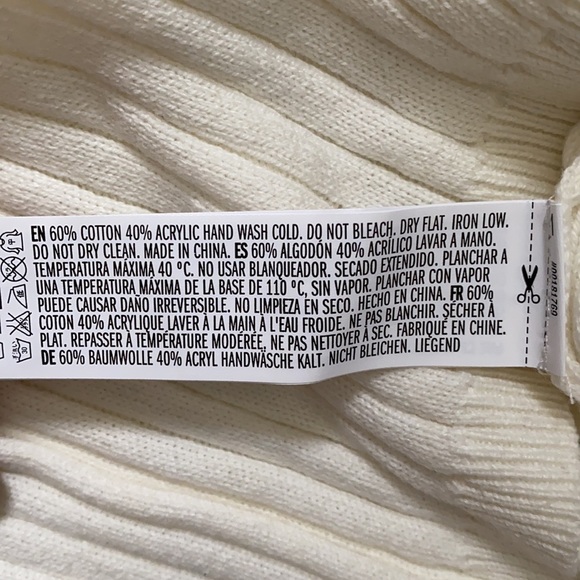 EN 60% COTTON 40% ACRYLIC HAND WASH COLD. DO NOT BLEACH. DRY FLAT. IRON LOW.
DO NOT DRY CLEAN. MADE IN CHINA. ES 60% ALGODÓN 40% ACRÍLICO LAVAR A MANO.
TEMPERATURA MÁXIMA 40 ºC. NO USAR BLANQUEADOR. SECADO EXTENDIDO. PLANCHAR A
UNA TEMPERATURA MÁXIMA DE LA BASE DE 110 ºC, SIN VAPOR. PLANCHAR CON VAPOR
PUEDE CAUSAR DAÑO IRREVERSIBLE. NO LIMPIEZA EN SECO. HECHO EN CHINA. FR 60%
COTON 40% ACRYLIQUE LAVER À LA MAIN À L'EAU FROIDE. NE PAS BLANCHIR. SÉCHER À
PLAT. REPASSER À TEMPÉRATURE MODÉRÉE. NE PAS NETTOYER À SEC. FABRIQUÉ EN CHINE.
DE 60% BAUMWOLLE 40% ACRYL HANDWÄSCHE KALT. NICHT BLEICHEN. LIEGEND